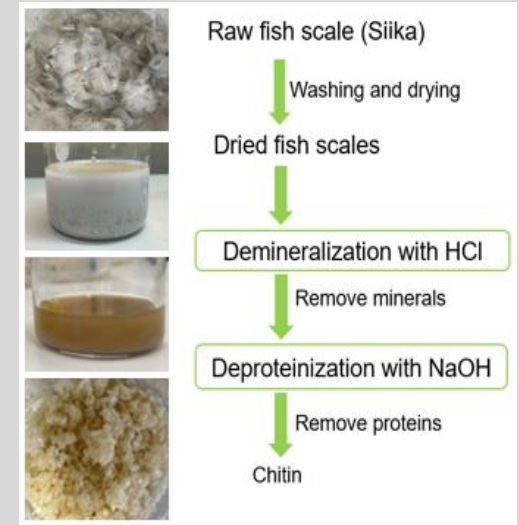 Raw fish scale (Siika)
Washing and drying
Dried fish scales
Demineralization with HCl
Remove minerals
Deproteinization with NaOH
Remove proteins
Chitin